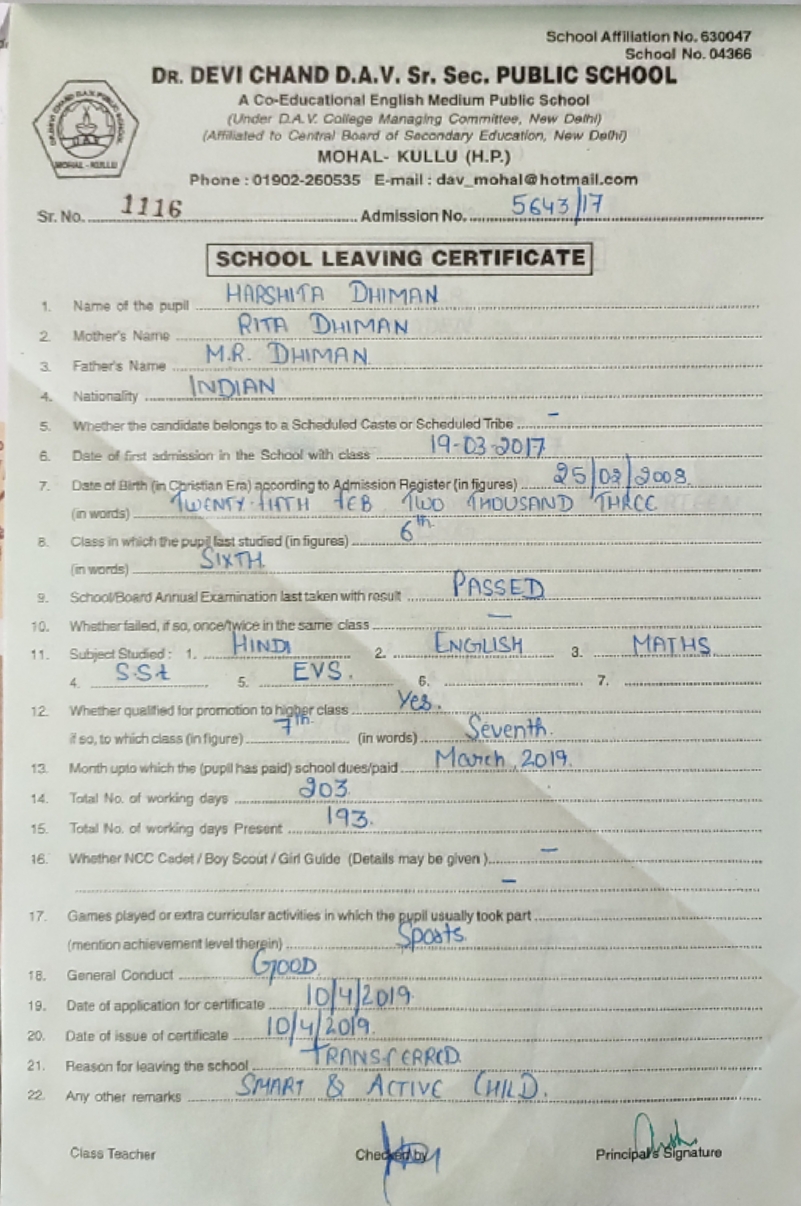 School Affiliation No. 630047
School No. 04366
DR. DEVI CHAND D.A.V. Sr. Sec. PUBLIC SCHOOL
A Co-Educational English Medium Public School
(Under D.A.V. College Managing Committee, New Delhi)
(Affiliated to Central Board of Secondary Education, New Delhi)
MOHAL- KULLU (H.P.)
Phone : 01902-260535 E-mail : dav_mohal@hotmail.com
DR. DEVI CHAND D.A.V. PUBLIC SCHOOL
D A V
MOHAL - KULLU
Sr. No. 1116 Admission No. 5643/17
SCHOOL LEAVING CERTIFICATE
1. Name of the pupil HARSHITA DHIMAN
2. Mother's Name RITA DHIMAN
3. Father's Name M.R. DHIMAN
4. Nationality INDIAN
5. Whether the candidate belongs to a Scheduled Caste or Scheduled Tribe –
6. Date of first admission in the School with class 19-03-2017
7. Date of Birth (in Christian Era) according to Admission Register (in figures) 25/02/2003
(in words) TWENTY-FIFTH FEB TWO THOUSAND THREE
8. Class in which the pupil last studied (in figures) 6th
(in words) SIXTH
9. School/Board Annual Examination last taken with result PASSED
10. Whether failed, if so, once/twice in the same class –
11. Subject Studied : 1. HINDI 2. ENGLISH 3. MATHS
4. S.St 5. EVS. 6. 7.
12. Whether qualified for promotion to higher class Yes.
if so, to which class (in figure) 7th (in words) Seventh.
13. Month upto which the (pupil has paid) school dues/paid March, 2019.
14. Total No. of working days 203
15. Total No. of working days Present 193.
16. Whether NCC Cadet / Boy Scout / Girl Guide (Details may be given ) –
–
17. Games played or extra curricular activities in which the pupil usually took part
(mention achievement level therein) Sports
18. General Conduct GOOD
19. Date of application for certificate 10/4/2019
20. Date of issue of certificate 10/4/2019.
21. Reason for leaving the school TRANSFERRED
22. Any other remarks SMART & ACTIVE CHILD.
Class Teacher Checked by Principal's Signature